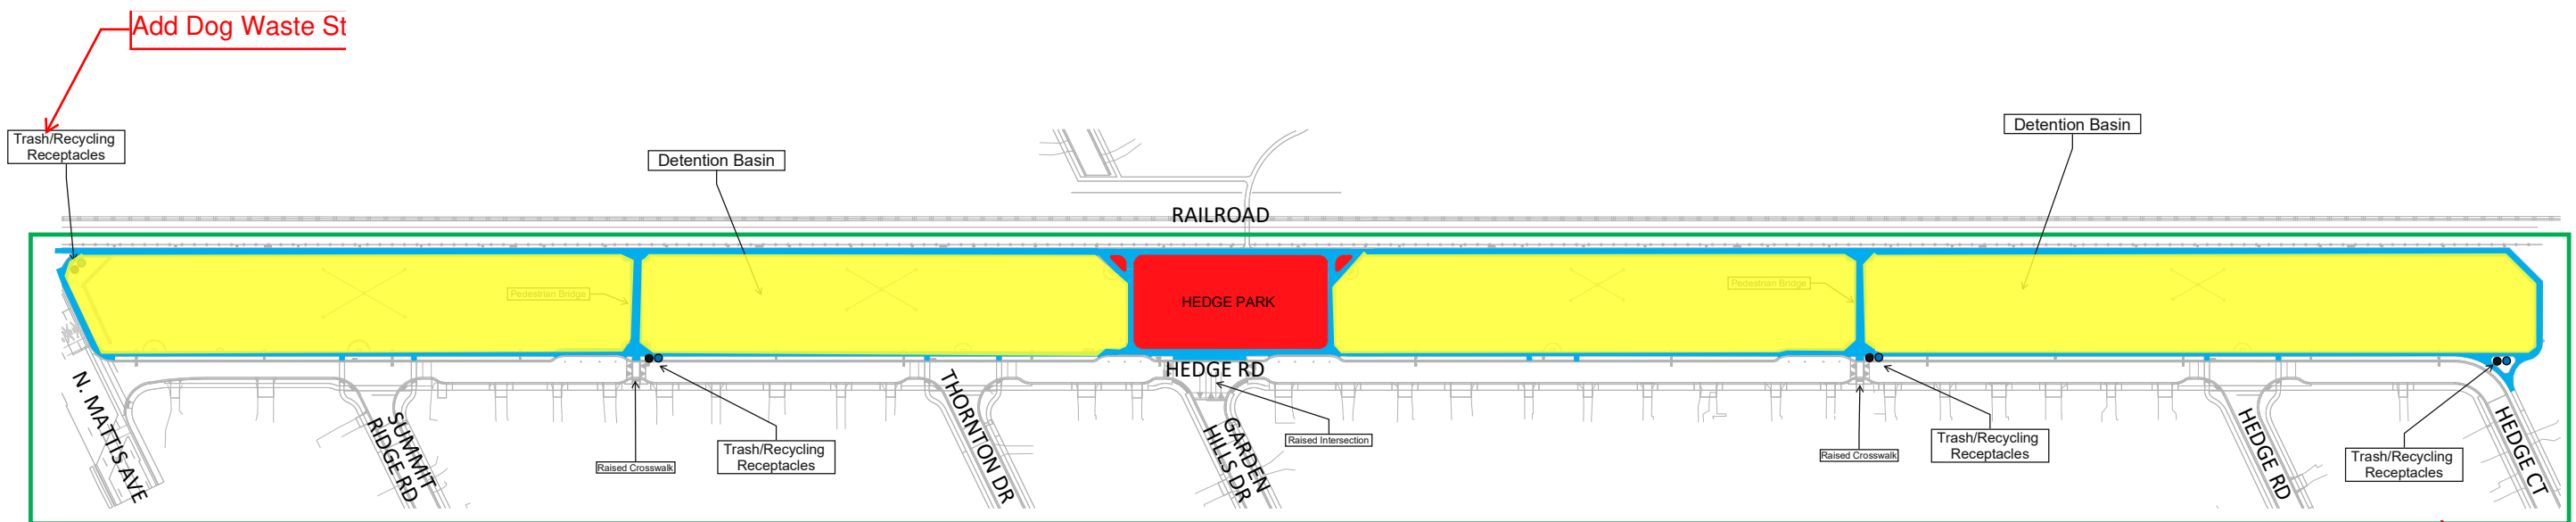 Add Dog Waste St
Trash/Recycling
Receptacles
Detention Basin
Detention Basin
RAILROAD
Pedestrian Bridge
HEDGE PARK
Pedestrian Bridge
HEDGE RD
N. MATTIS AVE
SUMMIT
RIDGE RD
Raised Crosswalk
Trash/Recycling
Receptacles
THORNTON DR
GARDEN
HILLS DR
Raised Intersection
Raised Crosswalk
Trash/Recycling
Receptacles
HEDGE RD
Trash/Recycling
Receptacles
HEDGE CT